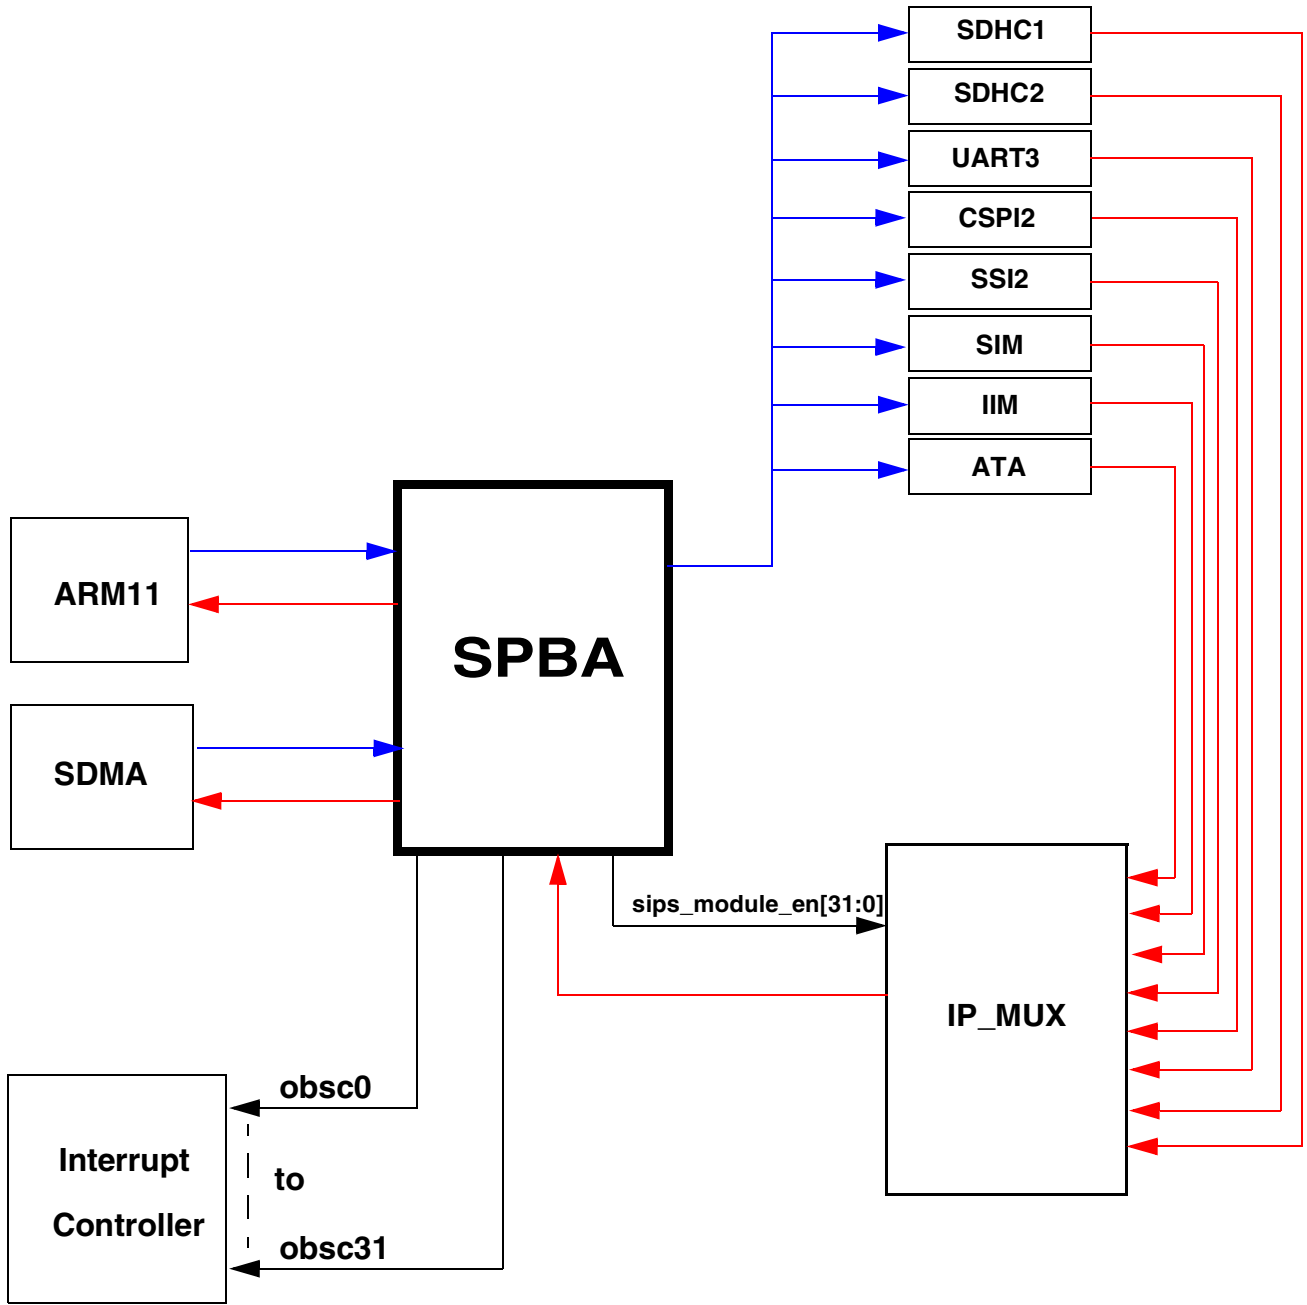 SDHC1
SDHC2
UART3
CSPI2
SSI2
SIM
IIM
ATA
ARM11
SPBA
SDMA
sips_module_en[31:0]
IP_MUX
obsc0
Interrupt
to
Controller
obsc31